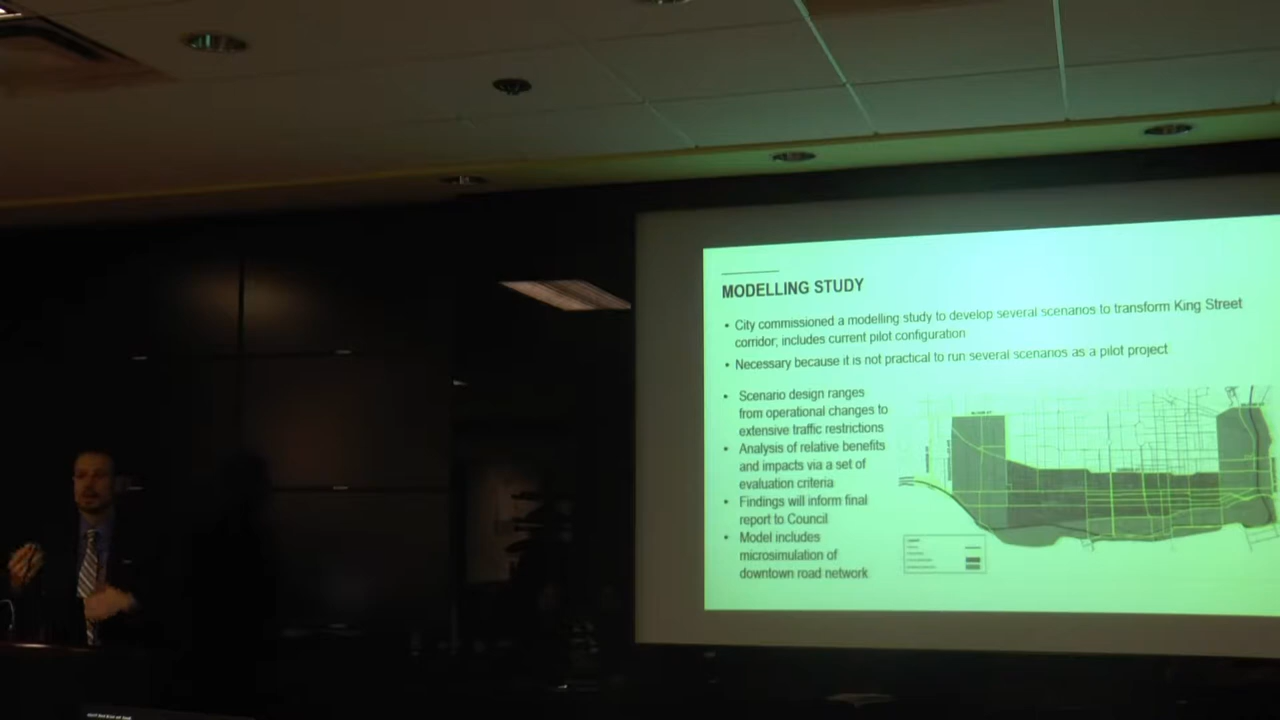 MODELLING STUDY
• City commissioned a modelling study to develop several scenarios to transform King Street
corridor; includes current pilot configuration
• Necessary because it is not practical to run several scenarios as a pilot project
• Scenario design ranges
from operational changes to
extensive traffic restrictions
• Analysis of relative benefits
and impacts via a set of
evaluation criteria
• Findings will inform final
report to Council
• Model includes
microsimulation of
downtown road network